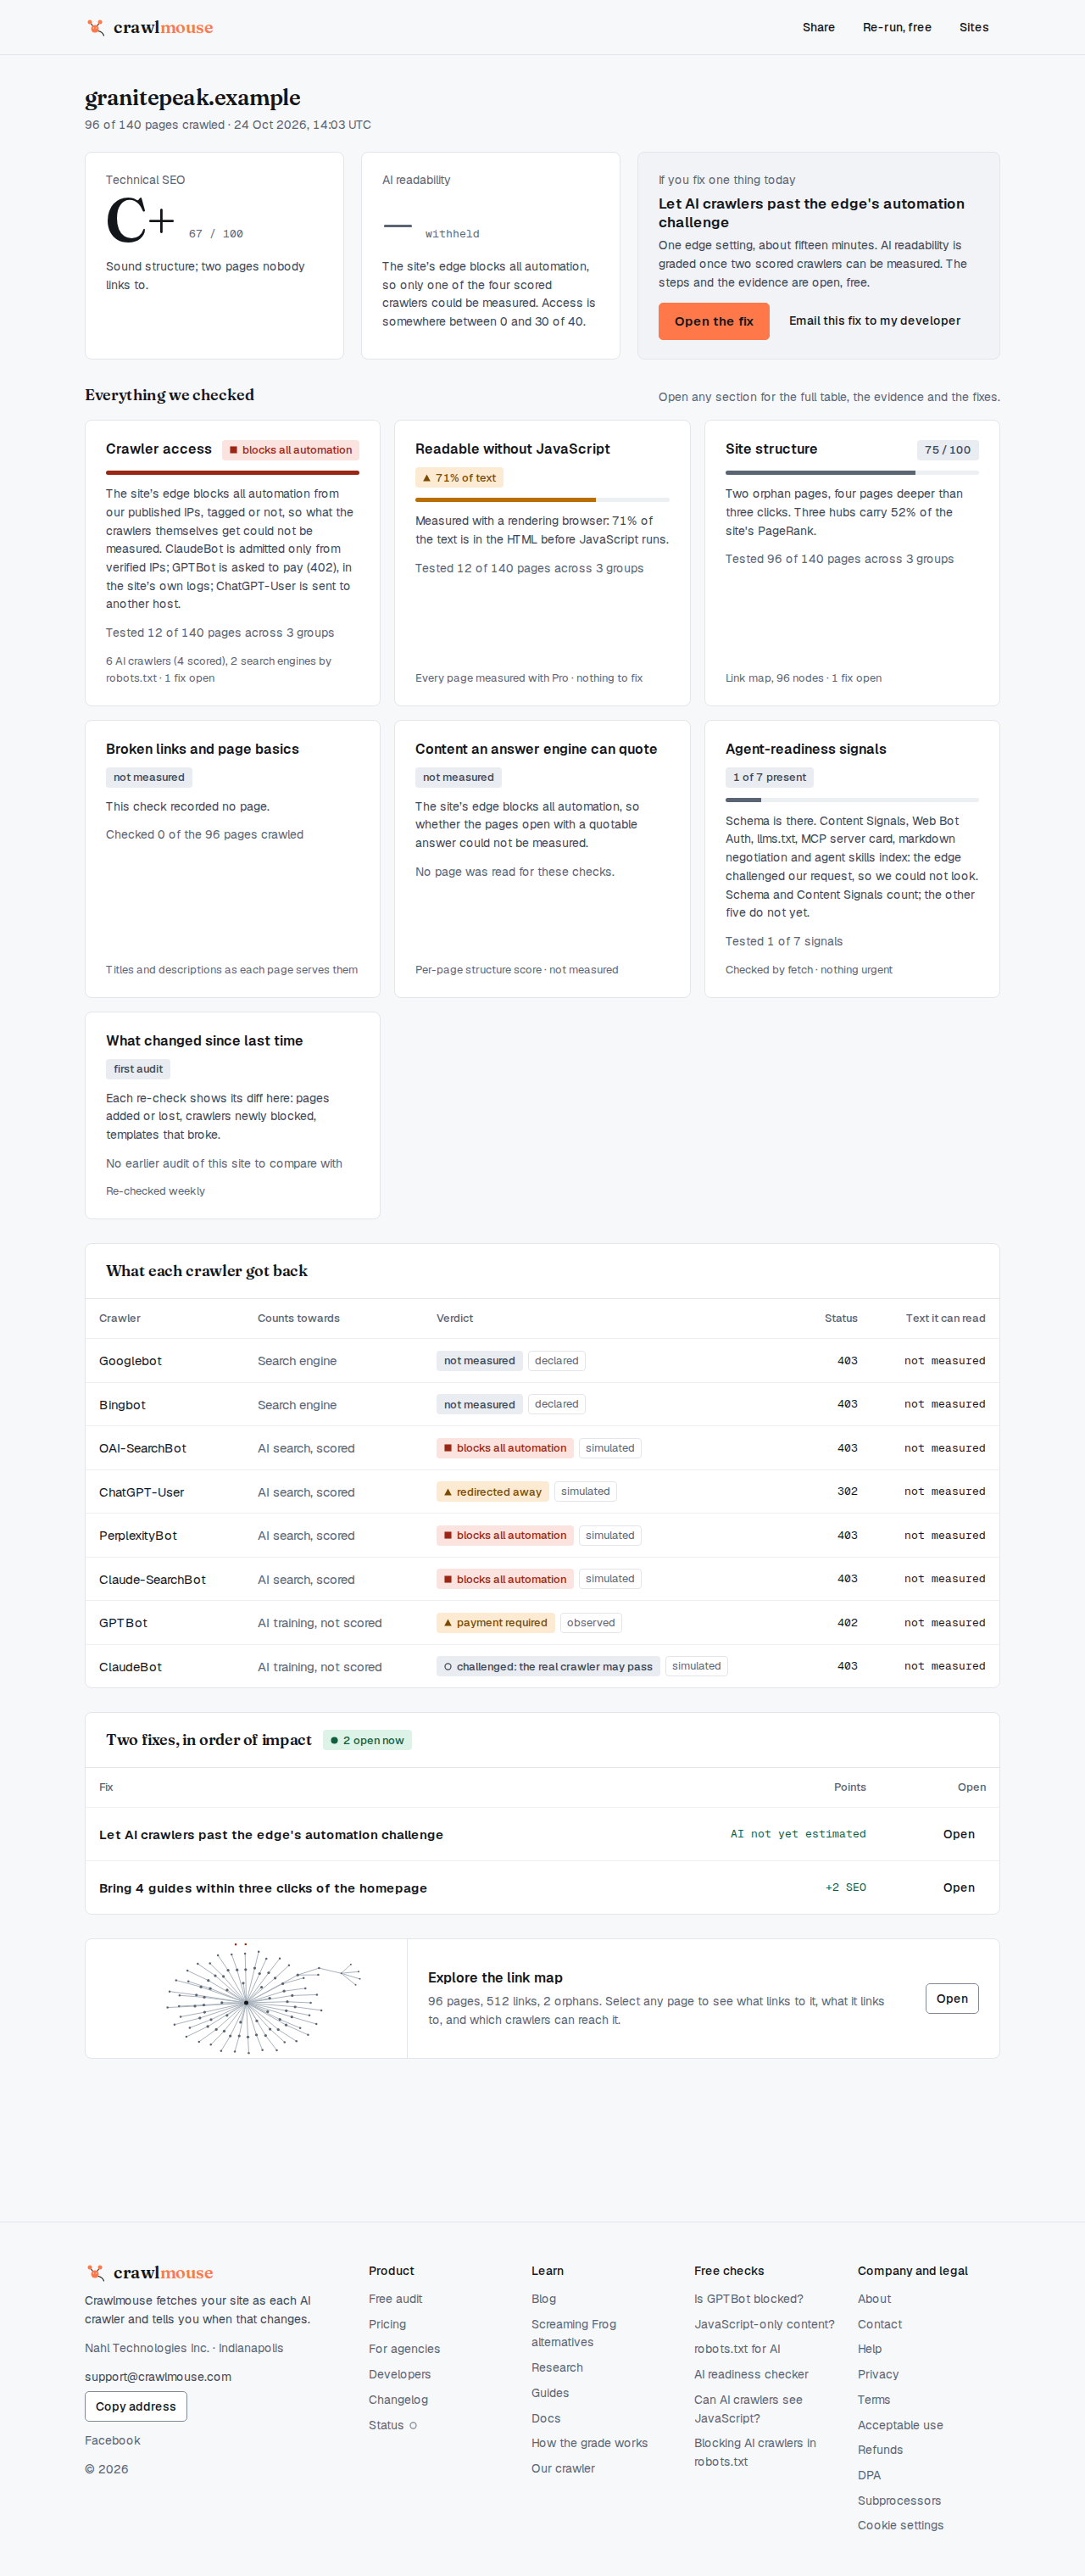 crawlmouse
Share
Re-run, free
Sites
granitepeak.example
96 of 140 pages crawled · 24 Oct 2026, 14:03 UTC
Technical SEO
C+
67 / 100
Sound structure; two pages nobody
links to.
AI readability
—
withheld
The site's edge blocks all automation,
so only one of the four scored
crawlers could be measured. Access is
somewhere between 0 and 30 of 40.
If you fix one thing today
Let AI crawlers past the edge's automation
challenge
One edge setting, about fifteen minutes. AI readability is
graded once two scored crawlers can be measured. The
steps and the evidence are open, free.
Open the fix
Email this fix to my developer
Everything we checked
Open any section for the full table, the evidence and the fixes.
Crawler access
blocks all automation
The site's edge blocks all automation from
our published IPs, tagged or not, so what the
crawlers themselves get could not be
measured. ClaudeBot is admitted only from
verified IPs; GPTBot is asked to pay (402), in
the site's own logs; ChatGPT-User is sent to
another host.
Tested 12 of 140 pages across 3 groups
6 AI crawlers (4 scored), 2 search engines by
robots.txt · 1 fix open
Readable without JavaScript
71% of text
Measured with a rendering browser: 71% of
the text is in the HTML before JavaScript runs.
Tested 12 of 140 pages across 3 groups
Every page measured with Pro · nothing to fix
Site structure
75 / 100
Two orphan pages, four pages deeper than
three clicks. Three hubs carry 52% of the
site's PageRank.
Tested 96 of 140 pages across 3 groups
Link map, 96 nodes · 1 fix open
Broken links and page basics
not measured
This check recorded no page.
Checked 0 of the 96 pages crawled
Titles and descriptions as each page serves them
Content an answer engine can quote
not measured
The site's edge blocks all automation, so
whether the pages open with a quotable
answer could not be measured.
No page was read for these checks.
Per-page structure score · not measured
Agent-readiness signals
1 of 7 present
Schema is there. Content Signals, Web Bot
Auth, llms.txt, MCP server card, markdown
negotiation and agent skills index: the edge
challenged our request, so we could not look.
Schema and Content Signals count; the other
five do not yet.
Tested 1 of 7 signals
Checked by fetch · nothing urgent
What changed since last time
first audit
Each re-check shows its diff here: pages
added or lost, crawlers newly blocked,
templates that broke.
No earlier audit of this site to compare with
Re-checked weekly
What each crawler got back
Crawler Counts towards Verdict Status Text it can read
Googlebot Search engine not measured declared 403 not measured
Bingbot Search engine not measured declared 403 not measured
OAI-SearchBot AI search, scored blocks all automation simulated 403 not measured
ChatGPT-User AI search, scored redirected away simulated 302 not measured
PerplexityBot AI search, scored blocks all automation simulated 403 not measured
Claude-SearchBot AI search, scored blocks all automation simulated 403 not measured
GPTBot AI training, not scored payment required observed 402 not measured
ClaudeBot AI training, not scored challenged: the real crawler may pass simulated 403 not measured
Two fixes, in order of impact
2 open now
Fix Points Open
Let AI crawlers past the edge's automation challenge AI not yet estimated Open
Bring 4 guides within three clicks of the homepage +2 SEO Open
Explore the link map
96 pages, 512 links, 2 orphans. Select any page to see what links to it, what it links
to, and which crawlers can reach it.
Open
crawlmouse
Crawlmouse fetches your site as each AI
crawler and tells you when that changes.
Nahl Technologies Inc. · Indianapolis
support@crawlmouse.com
Copy address
Facebook
© 2026
Product
Free audit
Pricing
For agencies
Developers
Changelog
Status
Learn
Blog
Screaming Frog
alternatives
Research
Guides
Docs
How the grade works
Our crawler
Free checks
Is GPTBot blocked?
JavaScript-only content?
robots.txt for AI
AI readiness checker
Can AI crawlers see
JavaScript?
Blocking AI crawlers in
robots.txt
Company and legal
About
Contact
Help
Privacy
Terms
Acceptable use
Refunds
DPA
Subprocessors
Cookie settings